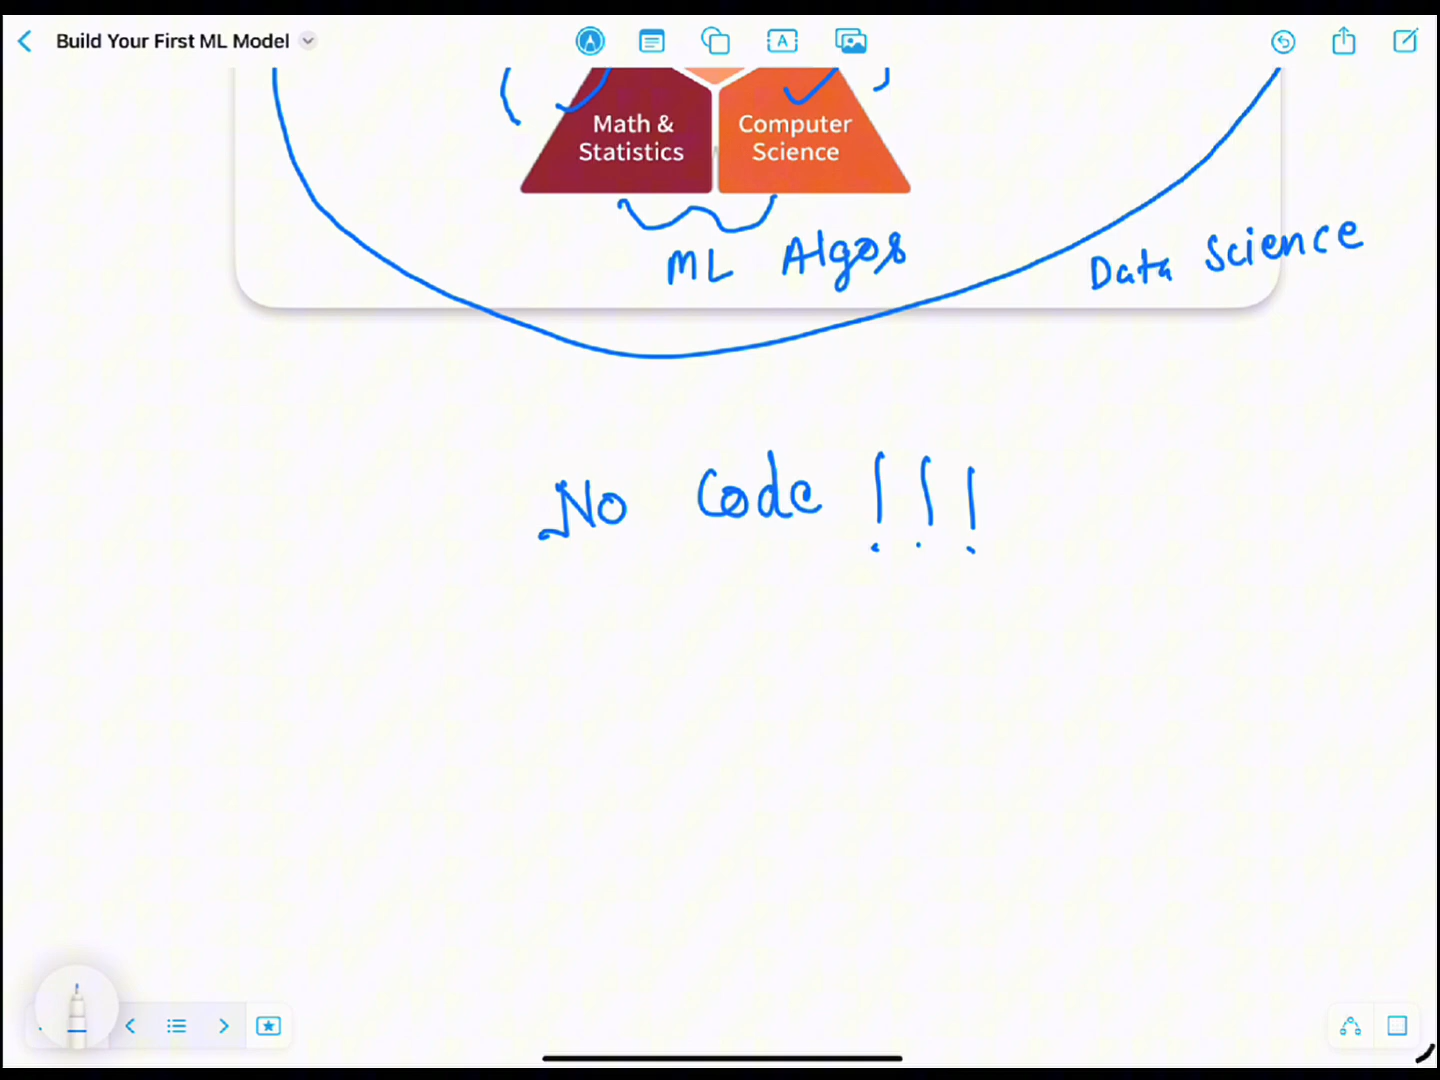 Build Your First ML Model
Math &
Statistics
Computer
Science
ML Algos
Data Science
No Code !!!